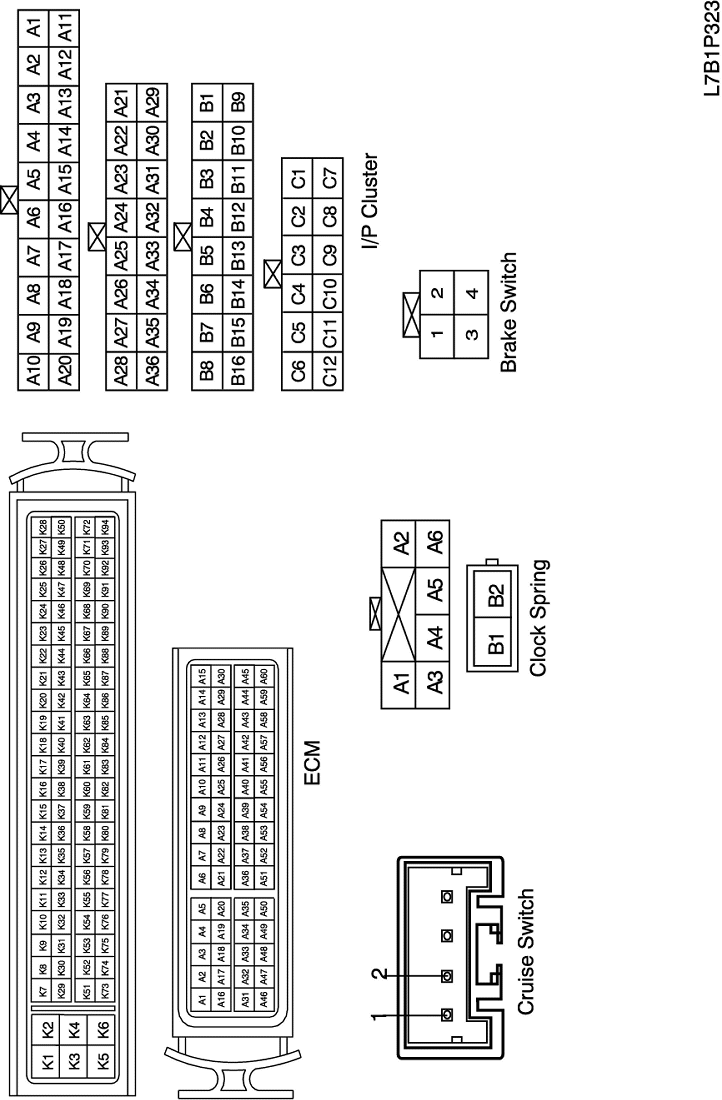 K1 K2
K3 K4
K5 K6
K7 K8 K9 K10 K11 K12 K13 K14 K15 K16 K17 K18 K19 K20 K21 K22 K23 K24 K25 K26 K27 K28
K29 K30 K31 K32 K33 K34 K35 K36 K37 K38 K39 K40 K41 K42 K43 K44 K45 K46 K47 K48 K49 K50
K51 K52 K53 K54 K55 K56 K57 K58 K59 K60 K61 K62 K63 K64 K65 K66 K67 K68 K69 K70 K71 K72
K73 K74 K75 K76 K77 K78 K79 K80 K81 K82 K83 K84 K85 K86 K87 K88 K89 K90 K91 K92 K93 K94
A1 A2 A3 A4 A5 A6 A7 A8 A9 A10 A11 A12 A13 A14 A15
A16 A17 A18 A19 A20 A21 A22 A23 A24 A25 A26 A27 A28 A29 A30
A31 A32 A33 A34 A35 A36 A37 A38 A39 A40 A41 A42 A43 A44 A45
A46 A47 A48 A49 A50 A51 A52 A53 A54 A55 A56 A57 A58 A59 A60
ECM
A10 A9 A8 A7 A6 A5 A4 A3 A2 A1
A20 A19 A18 A17 A16 A15 A14 A13 A12 A11
A28 A27 A26 A25 A24 A23 A22 A21
A36 A35 A34 A33 A32 A31 A30 A29
B8 B7 B6 B5 B4 B3 B2 B1
B16 B15 B14 B13 B12 B11 B10 B9
C6 C5 C4 C3 C2 C1
C12 C11 C10 C9 C8 C7
I/P Cluster
1 2
Cruise Switch
A1 A2
A3 A4 A5 A6
B1 B2
Clock Spring
1 2
3 4
Brake Switch
L7B1P323